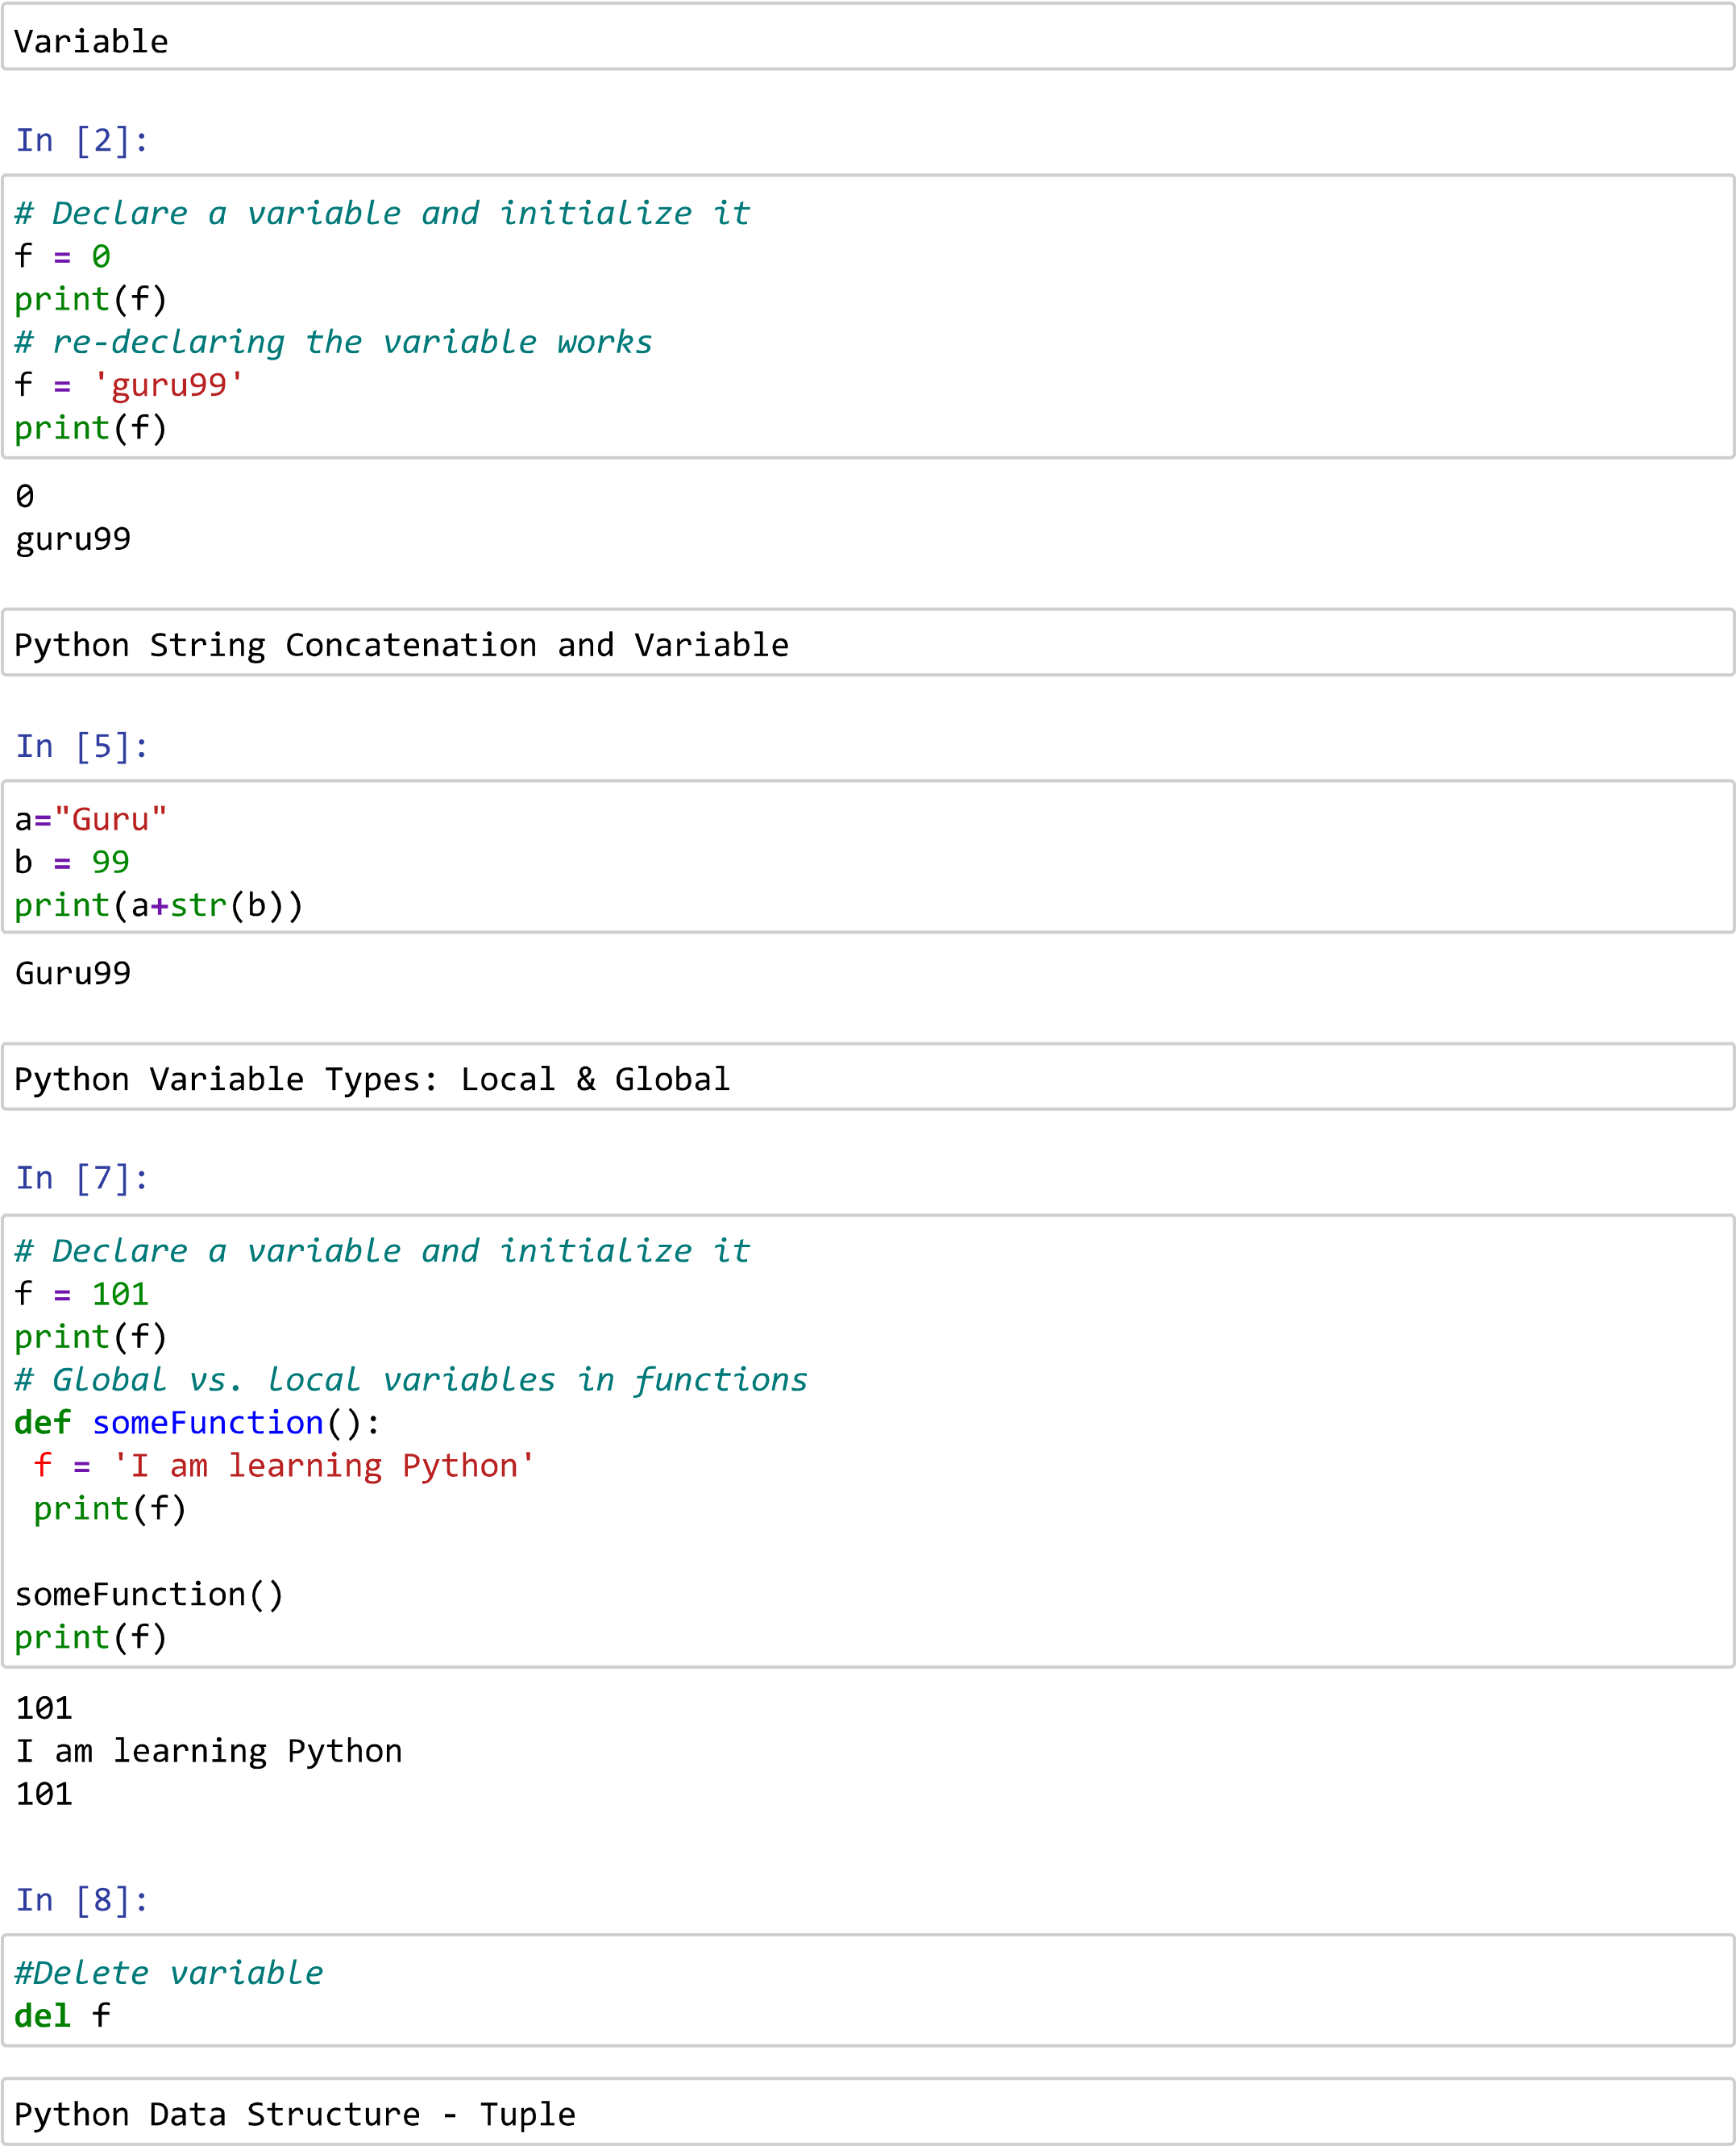 Variable
In [2]:
# Declare a variable and initialize it
f = 0
print(f)
# re-declaring the variable works
f = 'guru99'
print(f)
0
guru99
Python String Concatenation and Variable
In [5]:
a="Guru"
b = 99
print(a+str(b))
Guru99
Python Variable Types: Local & Global
In [7]:
# Declare a variable and initialize it
f = 101
print(f)
# Global vs. local variables in functions
def someFunction():
 f = 'I am learning Python'
 print(f)
someFunction()
print(f)
101
I am learning Python
101
In [8]:
#Delete variable
del f
Python Data Structure - Tuple